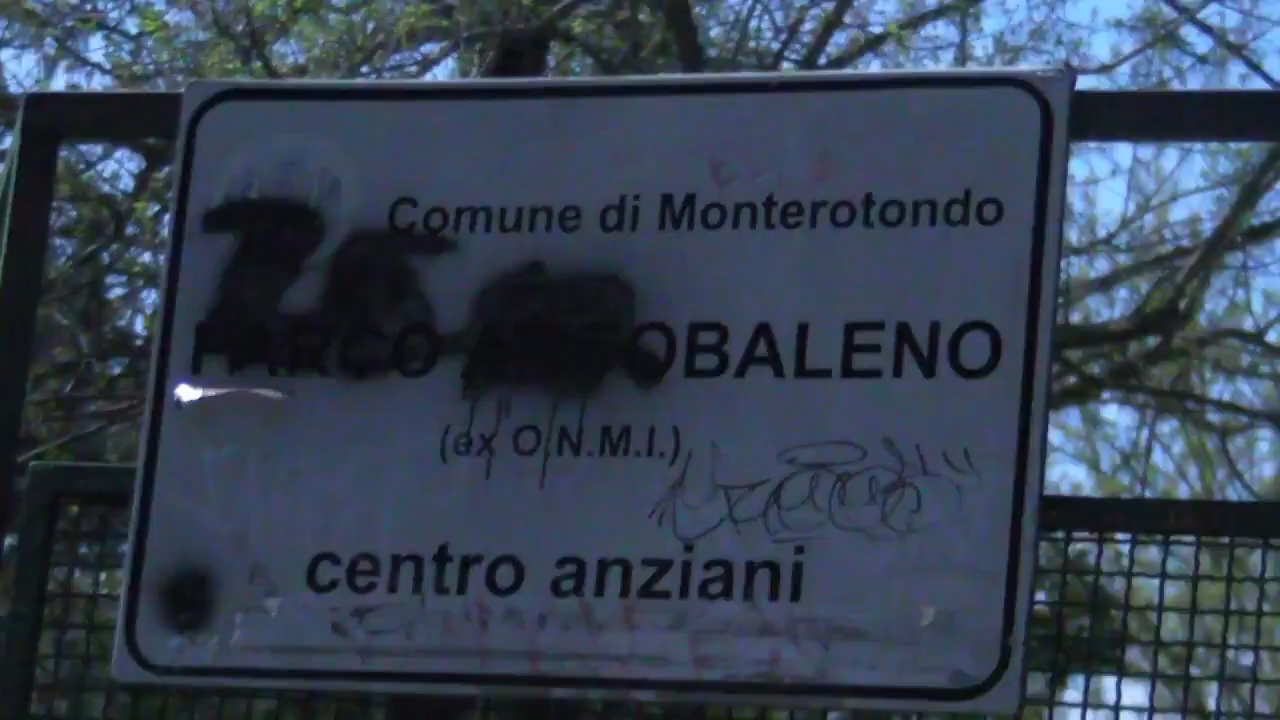 Comune di Monterotondo
PARCO ARCOBALENO
(ex O.N.M.I.)
centro anziani